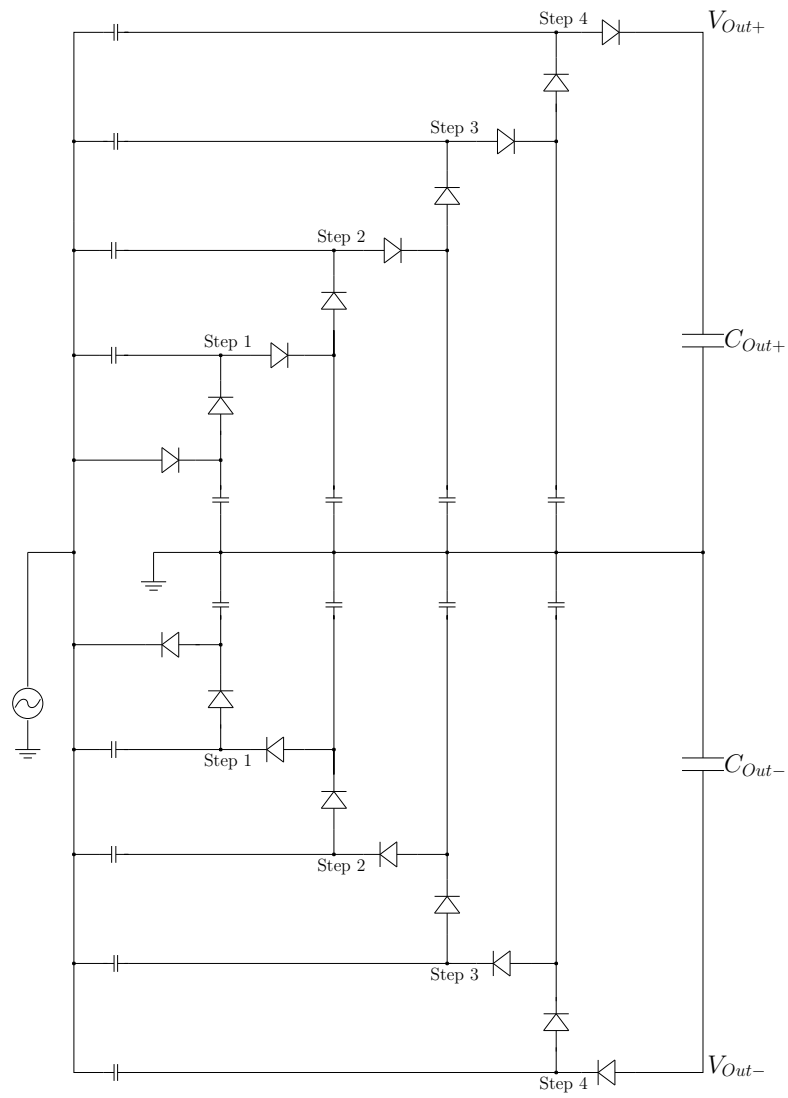 Step 4
V_{Out+}
Step 3
Step 2
Step 1
C_{Out+}
Step 1
C_{Out-}
Step 2
Step 3
V_{Out-}
Step 4